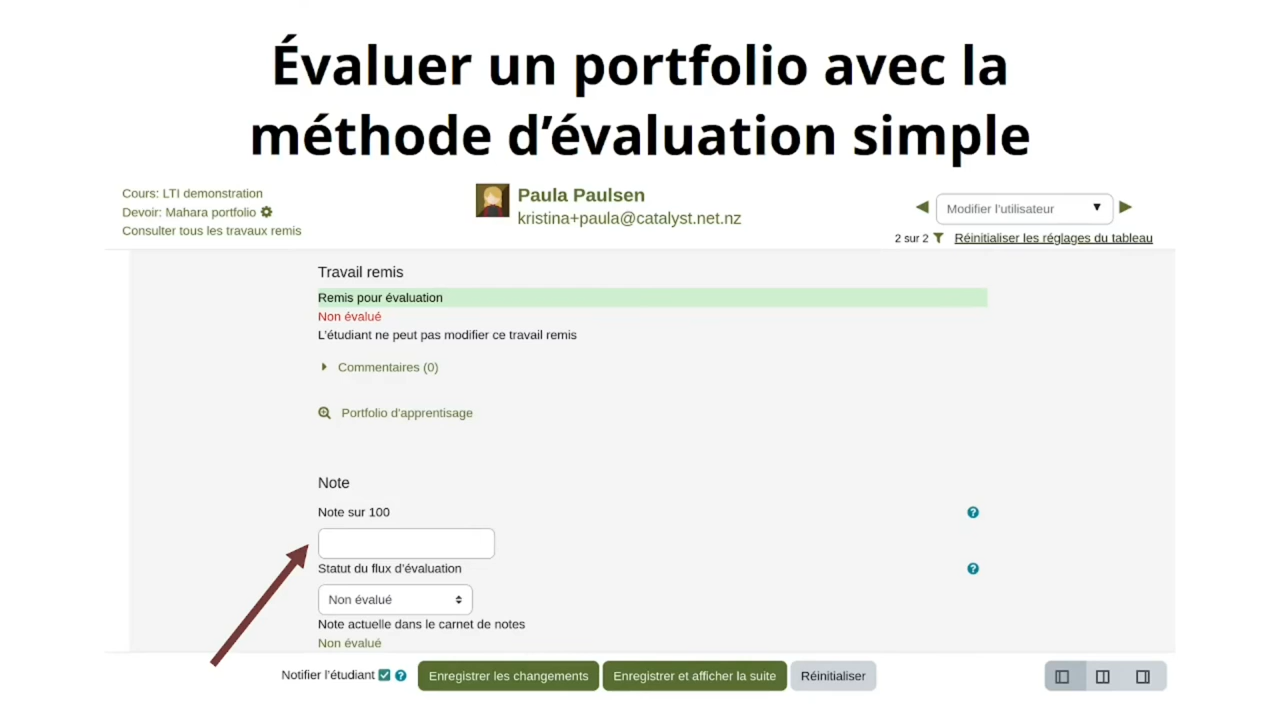 Évaluer un portfolio avec la
méthode d’évaluation simple
Cours: LTI demonstration
Devoir: Mahara portfolio
Consulter tous les travaux remis
Paula Paulsen
kristina+paula@catalyst.net.nz
Modifier l’utilisateur
2 sur 2 Réinitialiser les réglages du tableau
Travail remis
Remis pour évaluation
Non évalué
L’étudiant ne peut pas modifier ce travail remis
Commentaires (0)
Portfolio d’apprentisage
Note
Note sur 100
Statut du flux d’évaluation
Non évalué
Note actuelle dans le carnet de notes
Non évalué
Notifier l’étudiant Enregistrer les changements Enregistrer et afficher la suite Réinitialiser